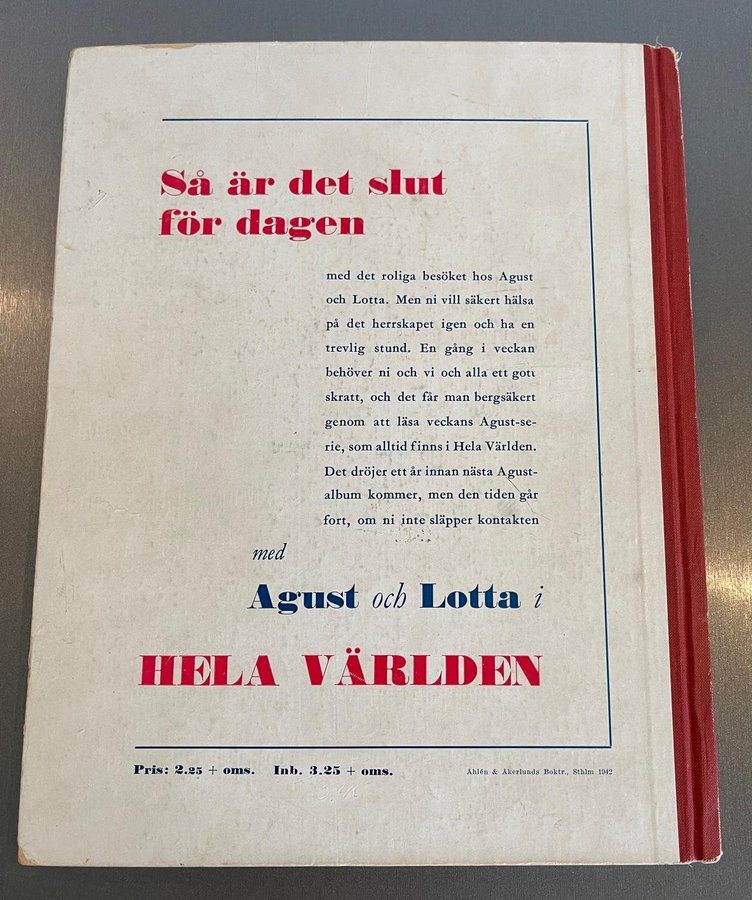 Så är det slut
för dagen
med det roliga besöket hos Agust
och Lotta. Men ni vill säkert hälsa
på det herrskapet igen och ha en
trevlig stund. En gång i veckan
behöver ni och vi och alla ett gott
skratt, och det får man bergsäkert
genom att läsa veckans Agust-se-
rie, som alltid finns i Hela Världen.
Det dröjer ett år innan nästa Agust-
album kommer, men den tiden går
fort, om ni inte släpper kontakten
med
Agust och Lotta i
HELA VÄRLDEN
Pris: 2.25 + oms. Inb. 3.25 + oms.
Åhlén & Åkerlunds Boktr., Sthlm 1942